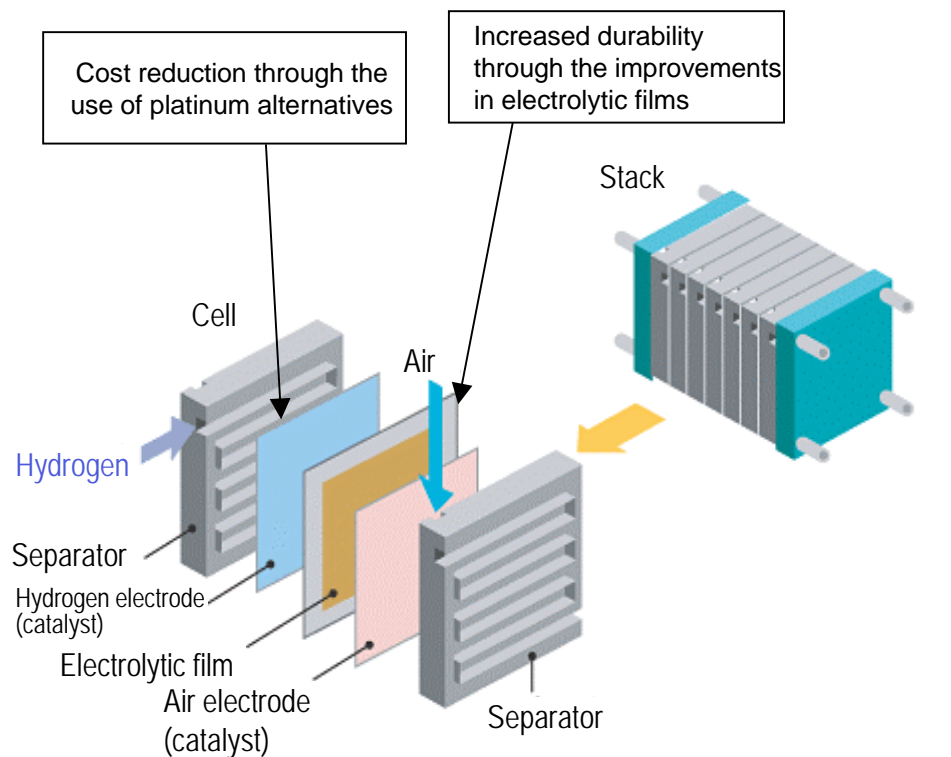 Cost reduction through the
use of platinum alternatives
Increased durability
through the improvements
in electrolytic films
Stack
Cell
Air
Hydrogen
Separator
Hydrogen electrode
(catalyst)
Electrolytic film
Air electrode
(catalyst)
Separator